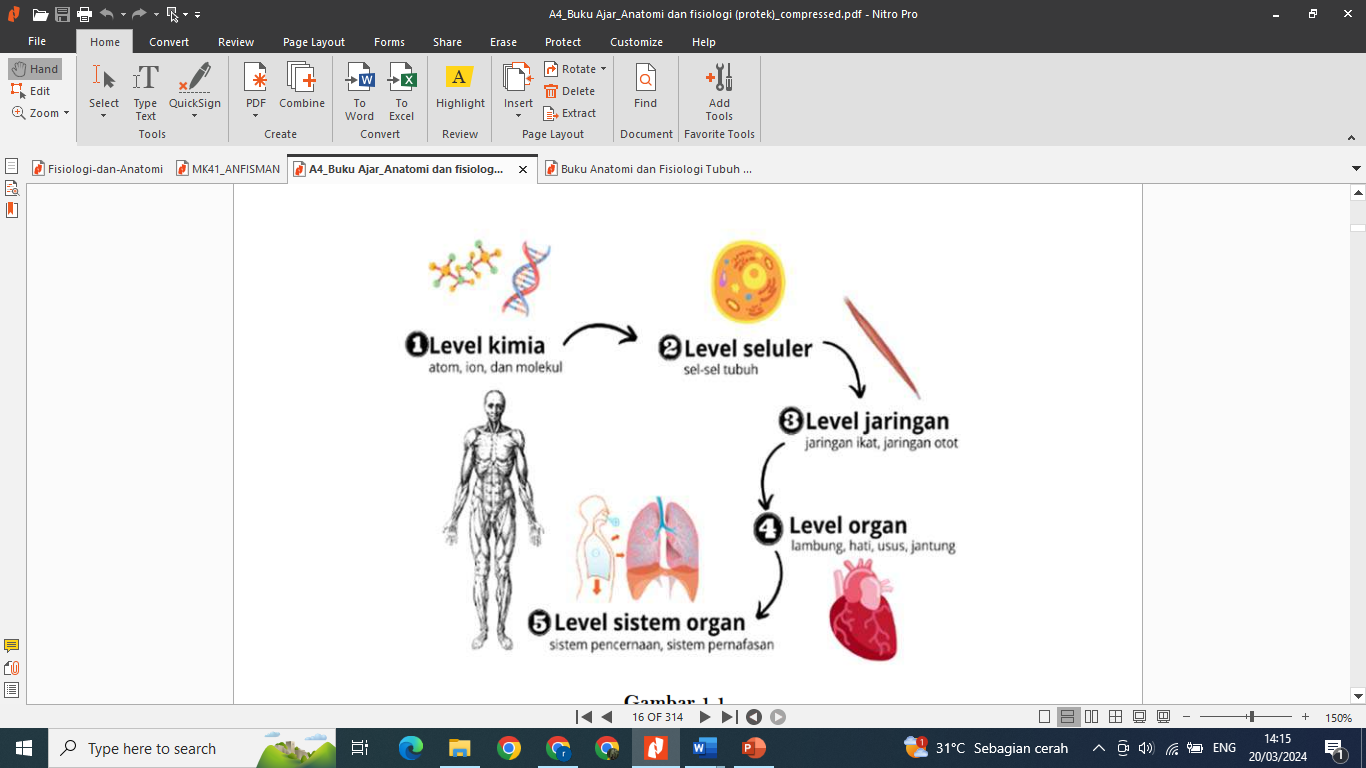 A4_Buku Ajar_Anatomi dan fisiologi (protek)_compressed.pdf - Nitro Pro
File Home Convert Review Page Layout Forms Share Erase Protect Customize Help
Hand
Edit
Zoom
Select
Type Text
QuickSign
Tools
PDF
Combine
Create
To Word
To Excel
Convert
Highlight
Review
Insert
Rotate
Delete
Extract
Page Layout
Find
Document
Add Tools
Favorite Tools
Fisiologi-dan-Anatomi
MK41_ANFISMAN
A4_Buku Ajar_Anatomi dan fisiolog...
Buku Anatomi dan Fisiologi Tubuh ...
1 Level kimia
atom, ion, dan molekul
2 Level seluler
sel-sel tubuh
3 Level jaringan
jaringan ikat, jaringan otot
4 Level organ
lambung, hati, usus, jantung
5 Level sistem organ
sistem pencernaan, sistem pernafasan
Gambar 1.1
16 OF 314
150%
Type here to search
31°C Sebagian cerah
ENG
14:15
20/03/2024